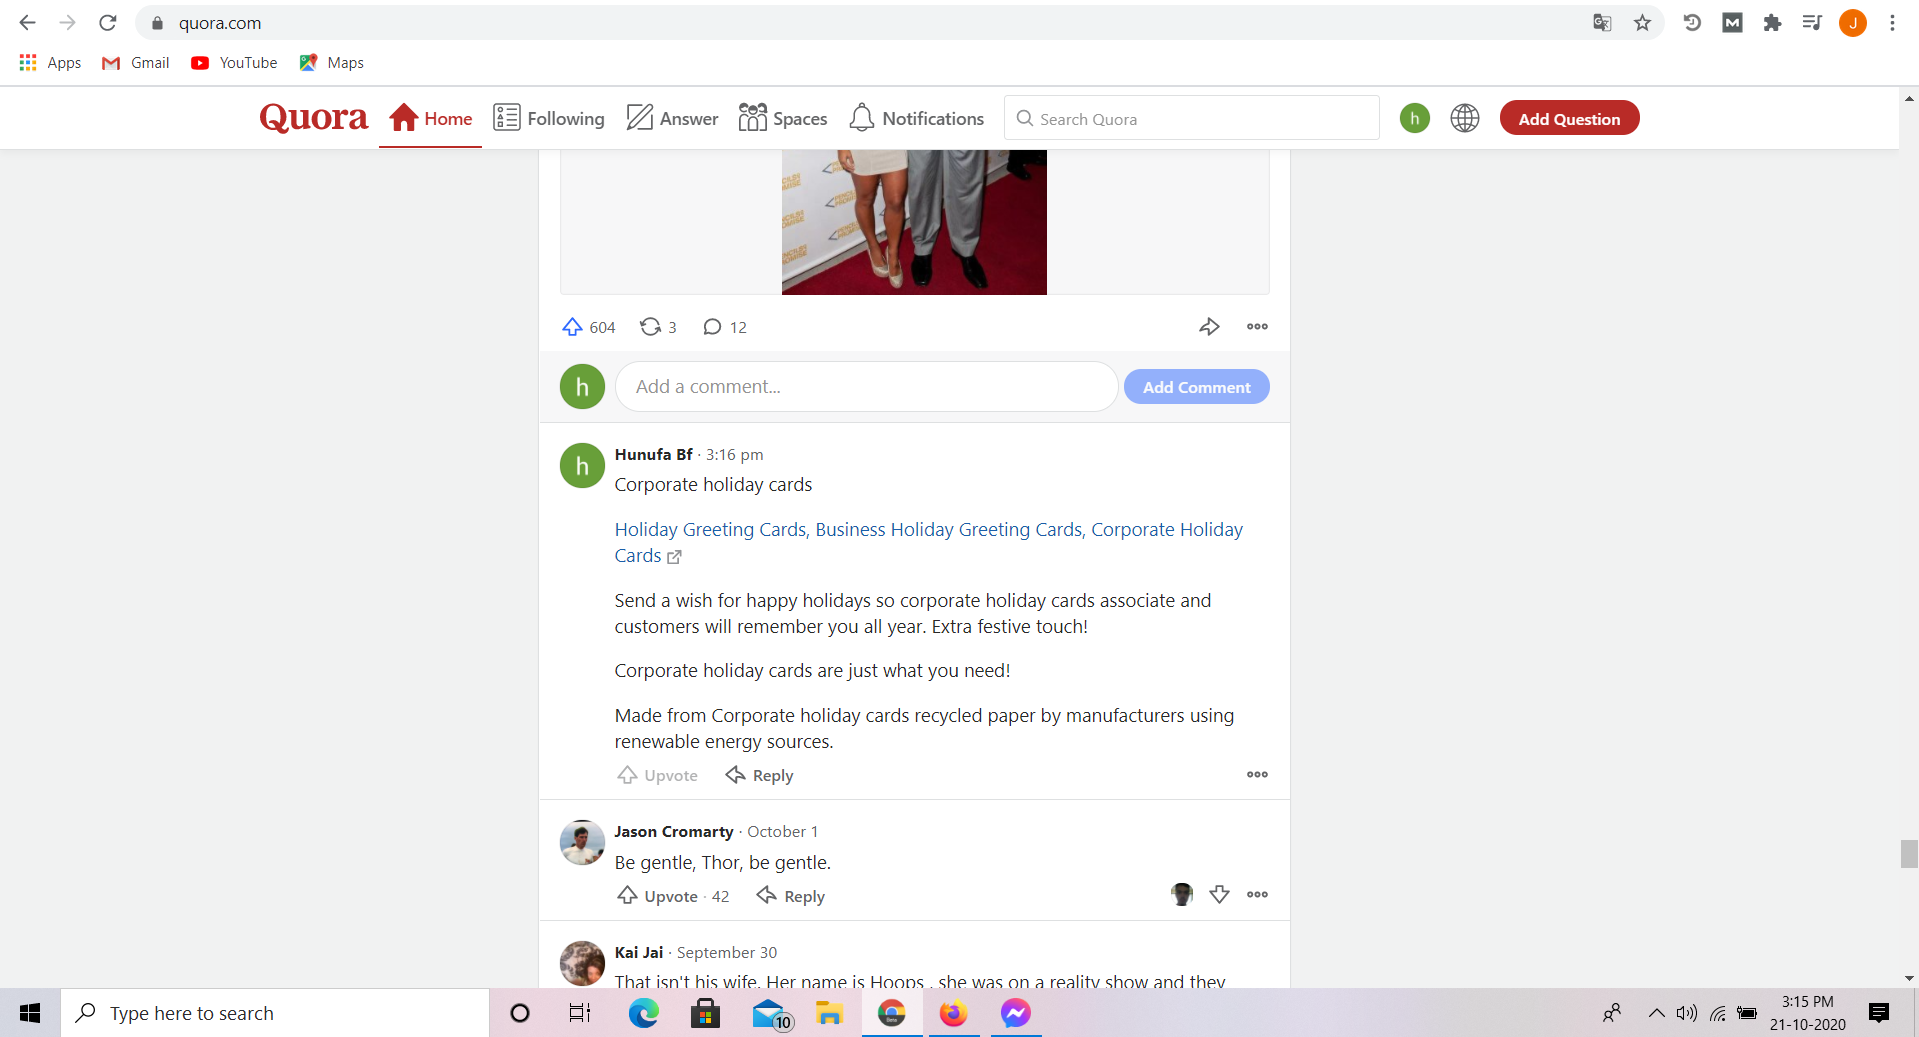 quora.com
M
J
Apps Gmail YouTube Maps
Quora Home Following Answer Spaces Notifications Search Quora h Add Question
604 3 12
h Add a comment... Add Comment
h Hunufa Bf · 3:16 pm
Corporate holiday cards
Holiday Greeting Cards, Business Holiday Greeting Cards, Corporate Holiday
Cards
Send a wish for happy holidays so corporate holiday cards associate and
customers will remember you all year. Extra festive touch!
Corporate holiday cards are just what you need!
Made from Corporate holiday cards recycled paper by manufacturers using
renewable energy sources.
Upvote Reply
Jason Cromarty · October 1
Be gentle, Thor, be gentle.
Upvote · 42 Reply
Kai Jai · September 30
That isn't his wife. Her name is Hoops , she was on a reality show and they
Type here to search
10
3:15 PM
21-10-2020